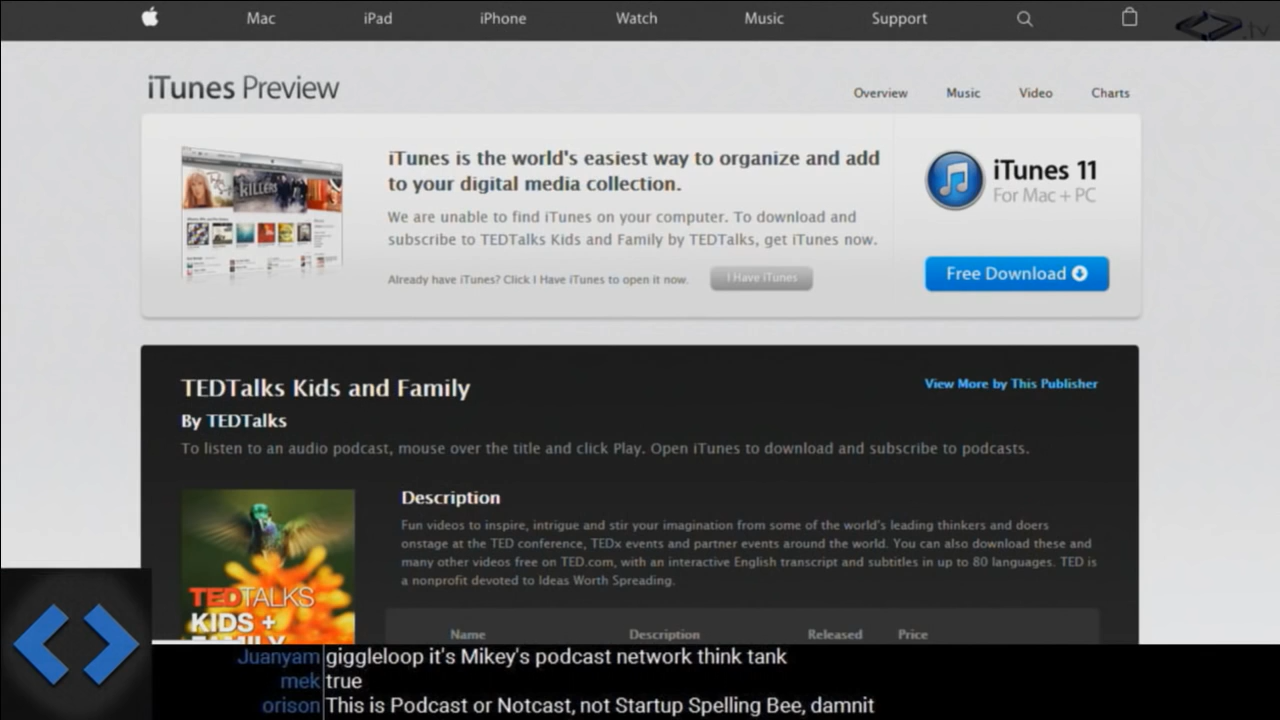 Mac iPad iPhone Watch Music Support
.tv
iTunes Preview
Overview Music Video Charts
KILLERS
iTunes is the world's easiest way to organize and add
to your digital media collection.
We are unable to find iTunes on your computer. To download and
subscribe to TEDTalks Kids and Family by TEDTalks, get iTunes now.
Already have iTunes? Click I Have iTunes to open it now.
I Have iTunes
iTunes 11
For Mac + PC
Free Download
TEDTalks Kids and Family
View More by This Publisher
By TEDTalks
To listen to an audio podcast, mouse over the title and click Play. Open iTunes to download and subscribe to podcasts.
TEDTALKS
KIDS +
FAMILY
Description
Fun videos to inspire, intrigue and stir your imagination from some of the world's leading thinkers and doers
onstage at the TED conference, TEDx events and partner events around the world. You can also download these and
many other videos free on TED.com, with an interactive English transcript and subtitles in up to 80 languages. TED is
a nonprofit devoted to Ideas Worth Spreading.
Name Description Released Price
Juanyam giggleloop it's Mikey's podcast network think tank
mek true
orison This is Podcast or Notcast, not Startup Spelling Bee, damnit